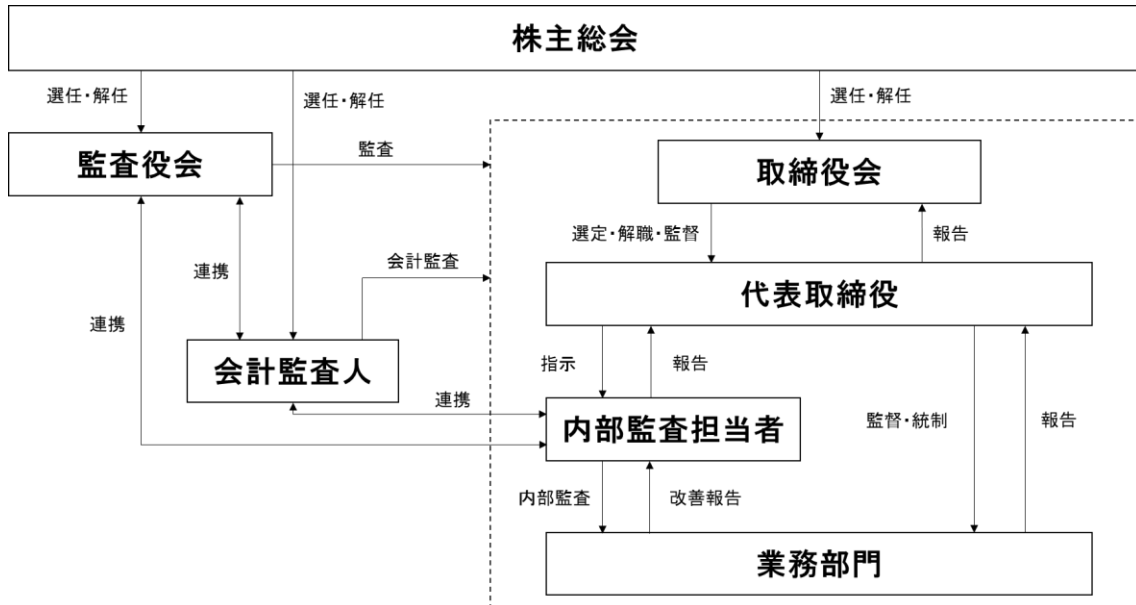 株主総会
選任・解任
選任・解任
選任・解任
監査役会
監査
取締役会
選定・解職・監督
報告
連携
会計監査
代表取締役
連携
会計監査人
指示
報告
連携
内部監査担当者
監督・統制
報告
内部監査
改善報告
業務部門